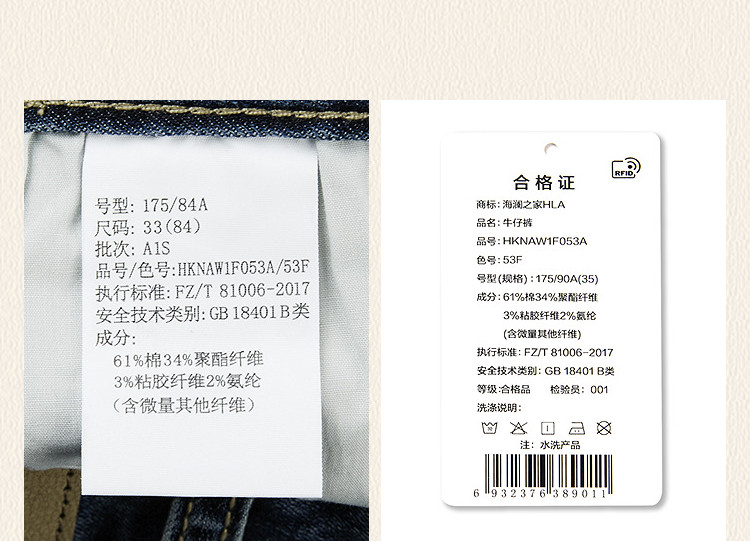 号型: 175/84A
尺码: 33(84)
批次: A1S
品号/色号:HKNAW1F053A/53F
执行标准: FZ/T 81006-2017
安全技术类别: GB 18401 B 类
成分:
61%棉34%聚酯纤维
3%粘胶纤维2%氨纶
(含微量其他纤维)
RFID
合格证
商标: 海澜之家HLA
品名: 牛仔裤
品号: HKNAW1F053A
色号: 53F
号型(规格): 175/90A(35)
成分: 61%棉34%聚酯纤维
3%粘胶纤维2%氨纶
(含微量其他纤维)
执行标准: FZ/T 81006-2017
安全技术类别: GB 18401 B类
等级:合格品 检验员: 001
洗涤说明:
注: 水洗产品
6 932376 389011